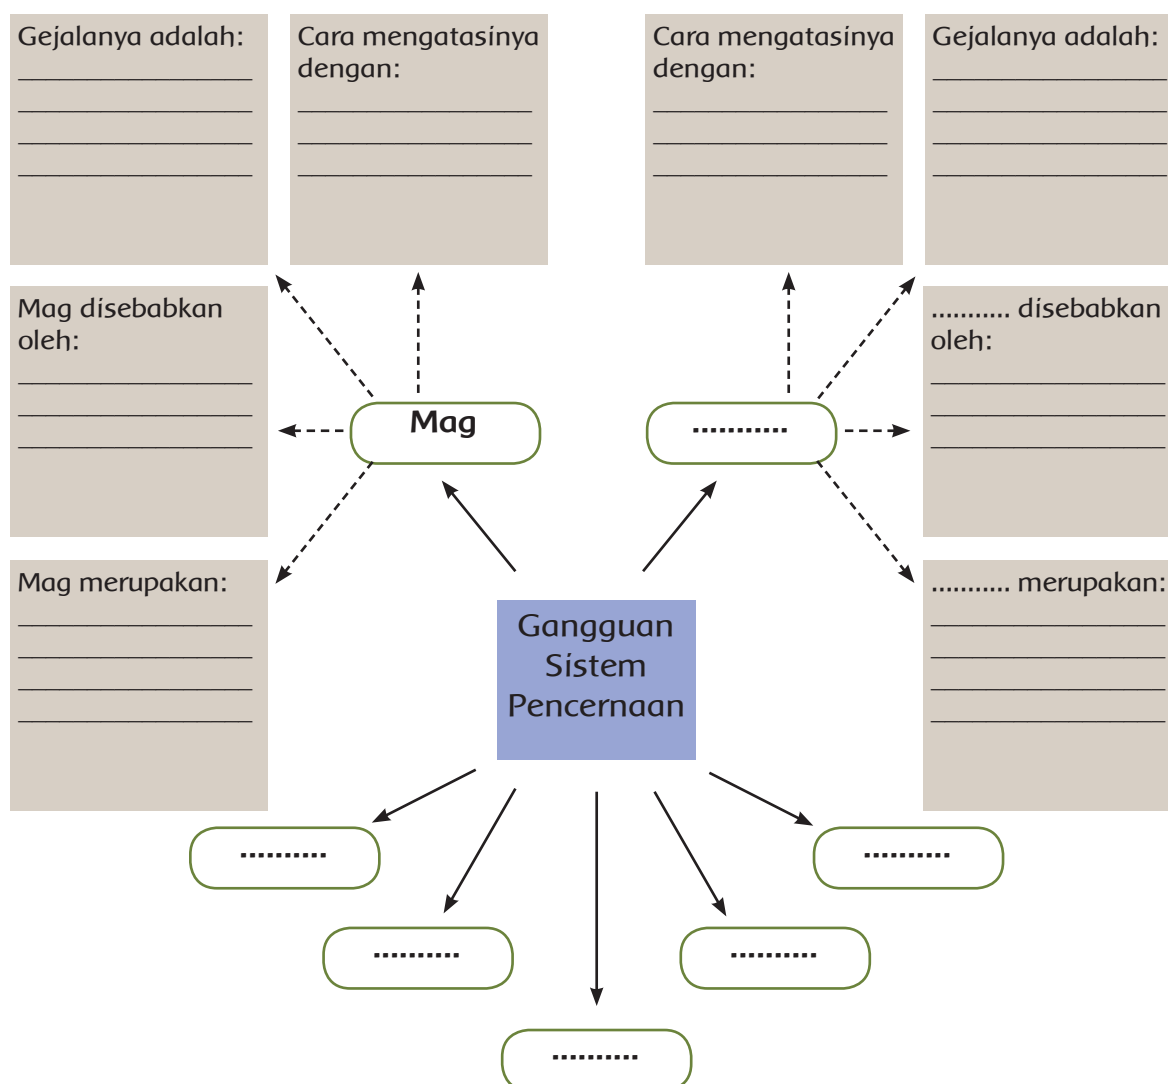 Gejalanya adalah:
Cara mengatasinya
dengan:
Cara mengatasinya
dengan:
Gejalanya adalah:
Mag disebabkan
oleh:
........... disebabkan
oleh:
Mag
...........
Mag merupakan:
........... merupakan:
Gangguan
Sistem
Pencernaan
..........
..........
..........
..........
..........